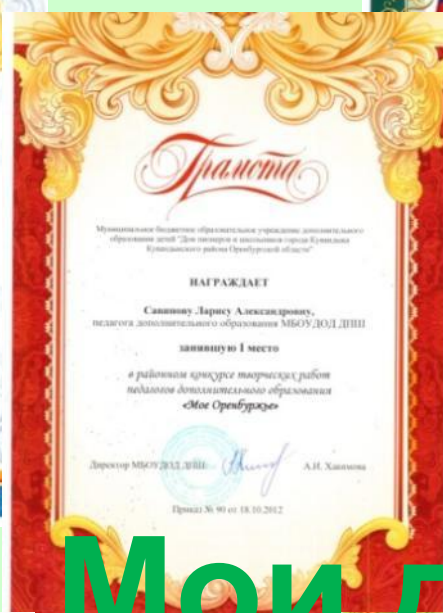 Грамота
Муниципальное бюджетное образовательное учреждение дополнительного
образования детей "Дом пионеров и школьников города Кувандыка
Кувандыкского района Оренбургской области"
НАГРАЖДАЕТ
Савинову Ларису Александровну,
педагога дополнительного образования МБОУДОД ДПШ
занявшую I место
в районном конкурсе творческих работ
педагогов дополнительного образования
«Мое Оренбуржье»
Директор МБОУДОД ДПШ А.И. Хакимова
Приказ № 90 от 18.10.2012
Мои